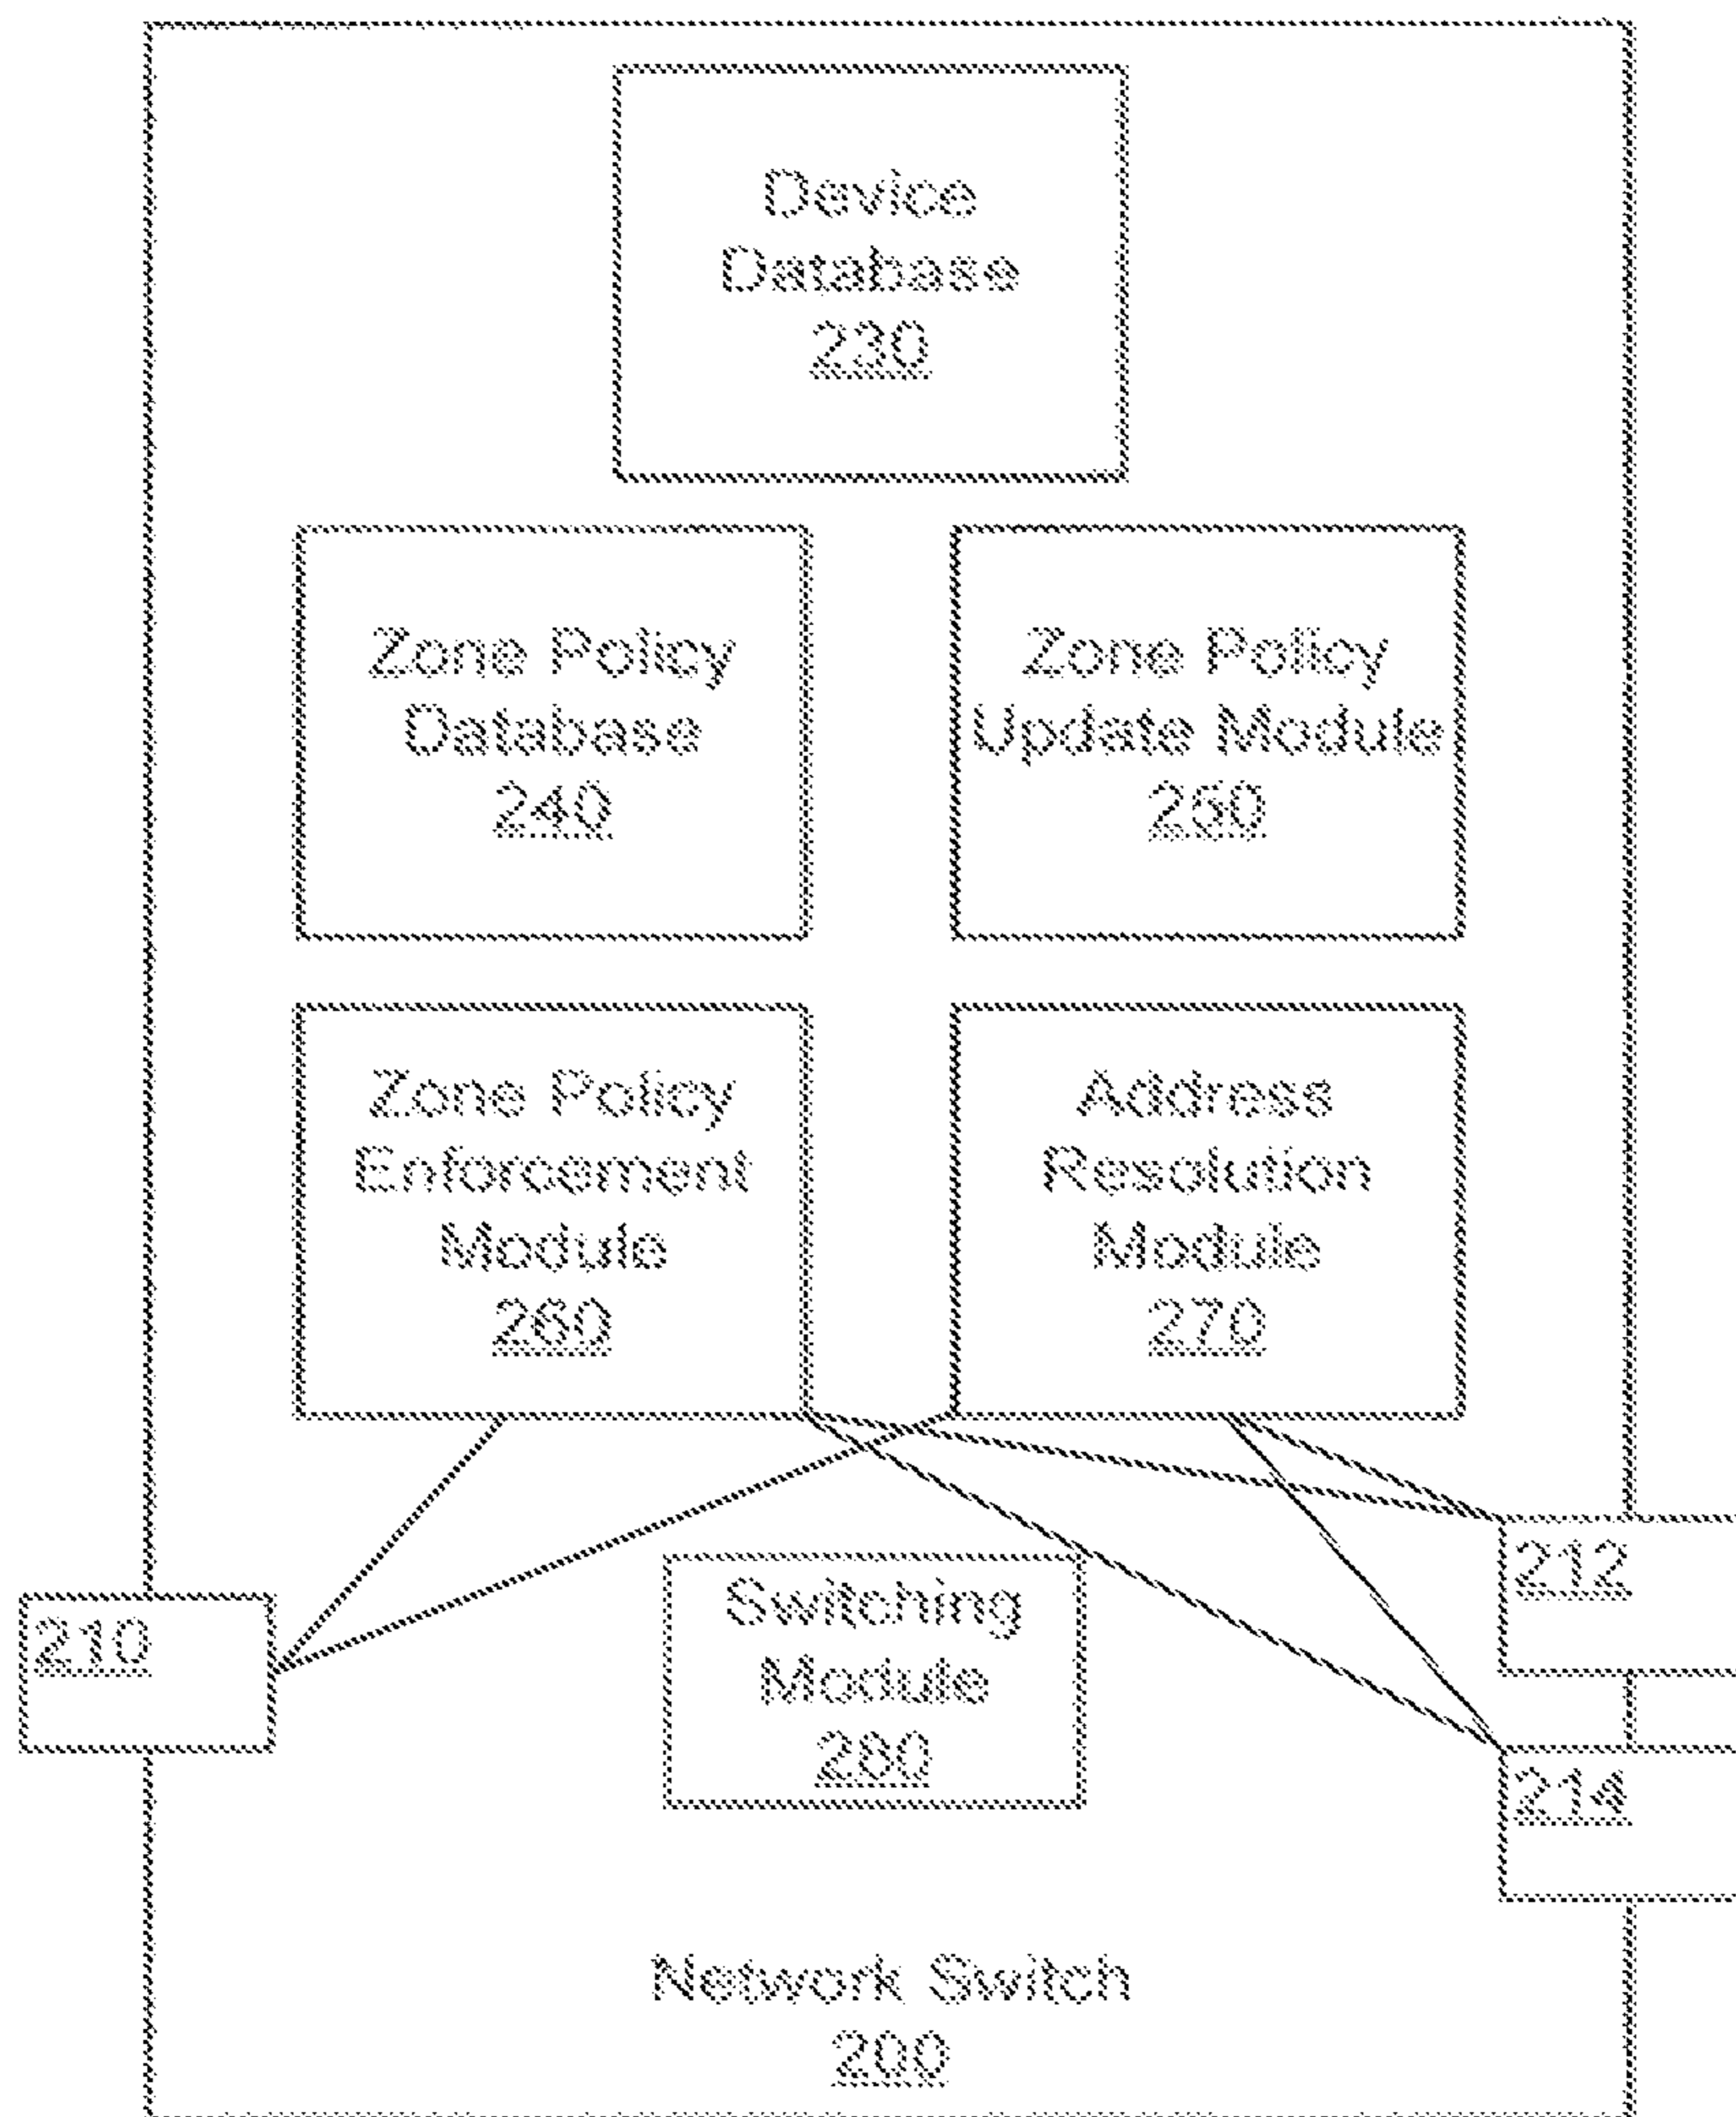 Device
Database
230
Zone Policy
Database
240
Zone Policy
Update Module
250
Zone Policy
Enforcement
Module
260
Address
Resolution
Module
270
212
210
Switching
Module
280
214
Network Switch
200